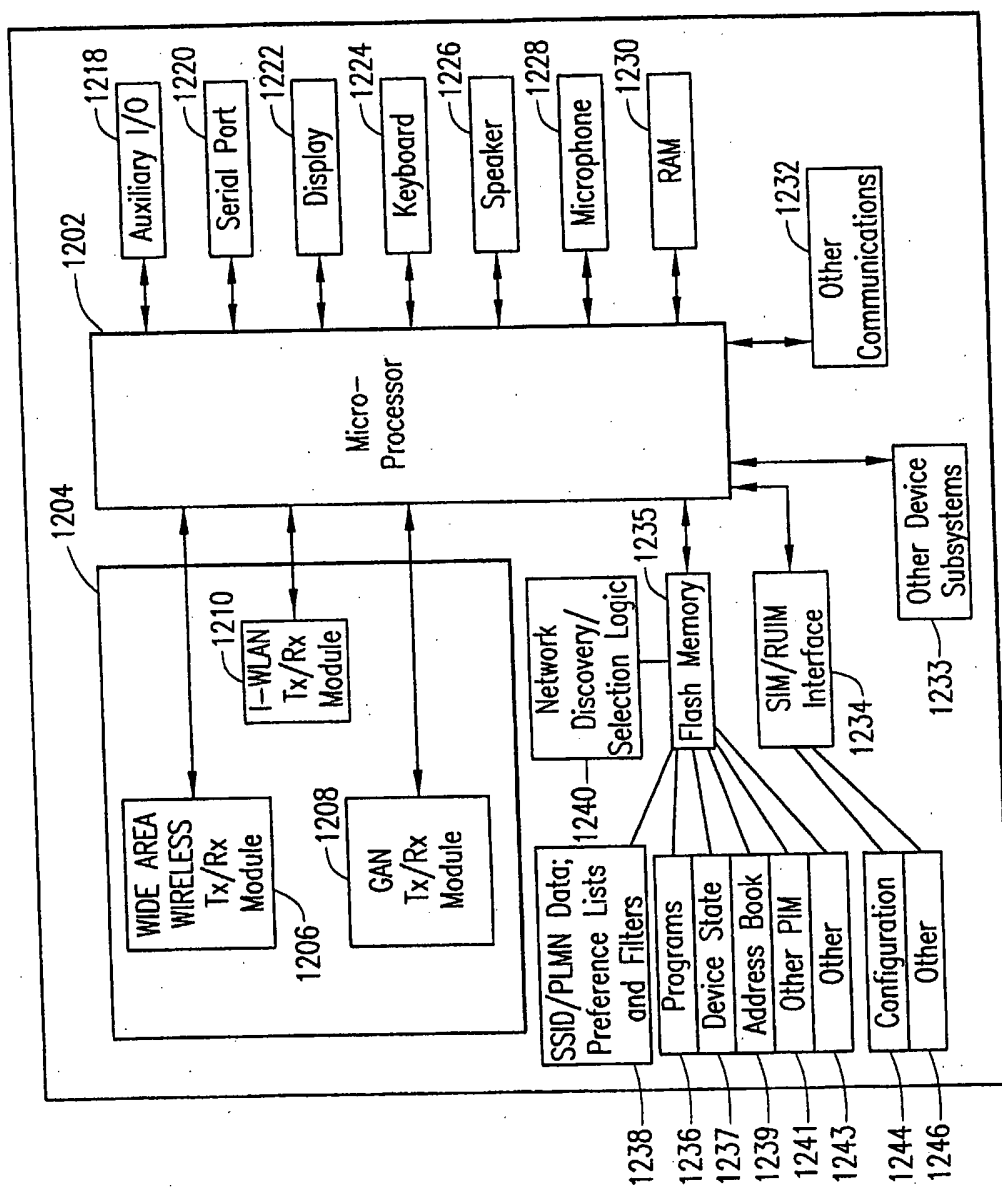 1204
WIDE AREA
WIRELESS
Tx/Rx
Module
1206
1210
I-WLAN
Tx/Rx
Module
1208
GAN
Tx/Rx
Module
1202
Micro-
Processor
1218
Auxiliary I/O
1220
Serial Port
1222
Display
1224
Keyboard
1226
Speaker
1228
Microphone
1230
RAM
1232
Other
Communications
Other Device
Subsystems
1233
SIM/RUIM
Interface
1234
1235
Flash Memory
Network
Discovery/
Selection Logic
1240
SSID/PLMN Data;
Preference Lists
and Filters
1238
Programs
1236
Device State
1237
Address Book
1239
Other PIM
1241
Other
1243
Configuration
1244
Other
1246